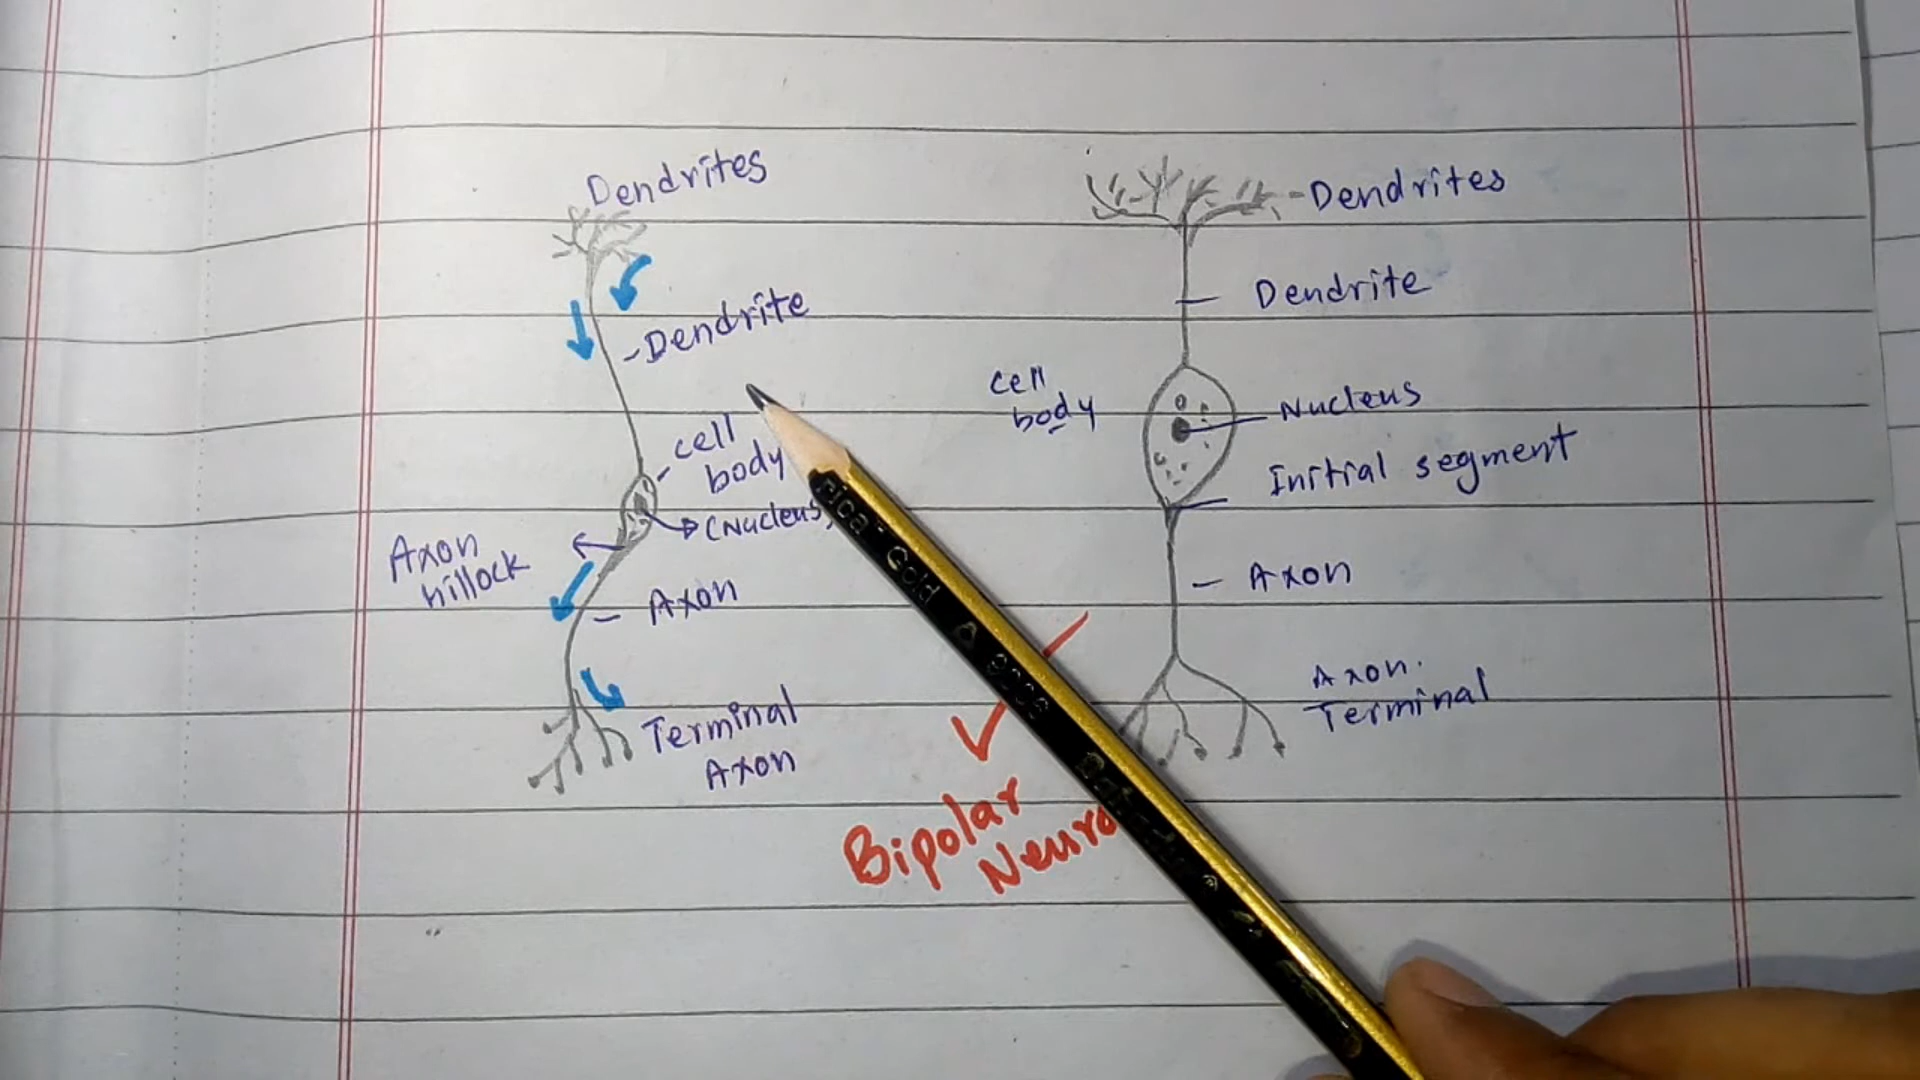 Dendrites
-Dendrite
cell
body
(Nucleus)
Axon
hillock
Axon
Terminal
Axon
Dendrites
Dendrite
cell
body
Nucleus
Initial segment
Axon
Axon
Terminal
Bipolar
Neuro
Gold